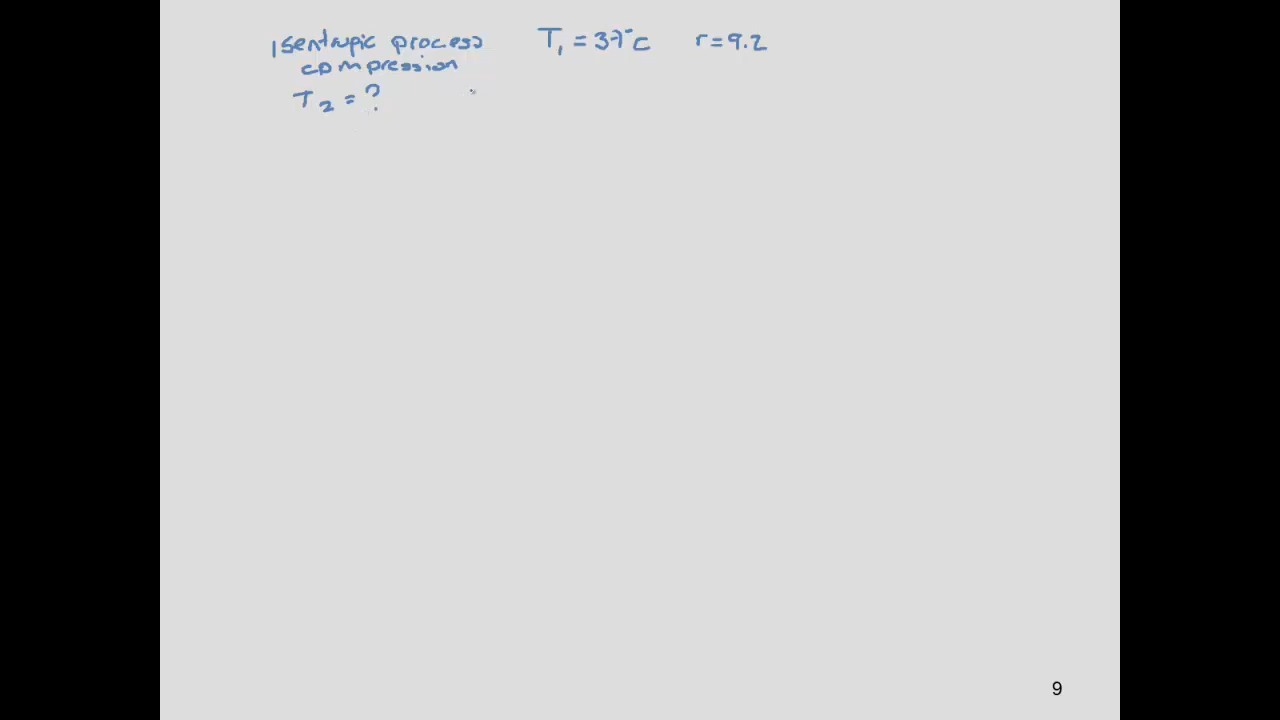 Isentropic process T₁ = 37°C r = 9.2
compression
T₂ = ?
9